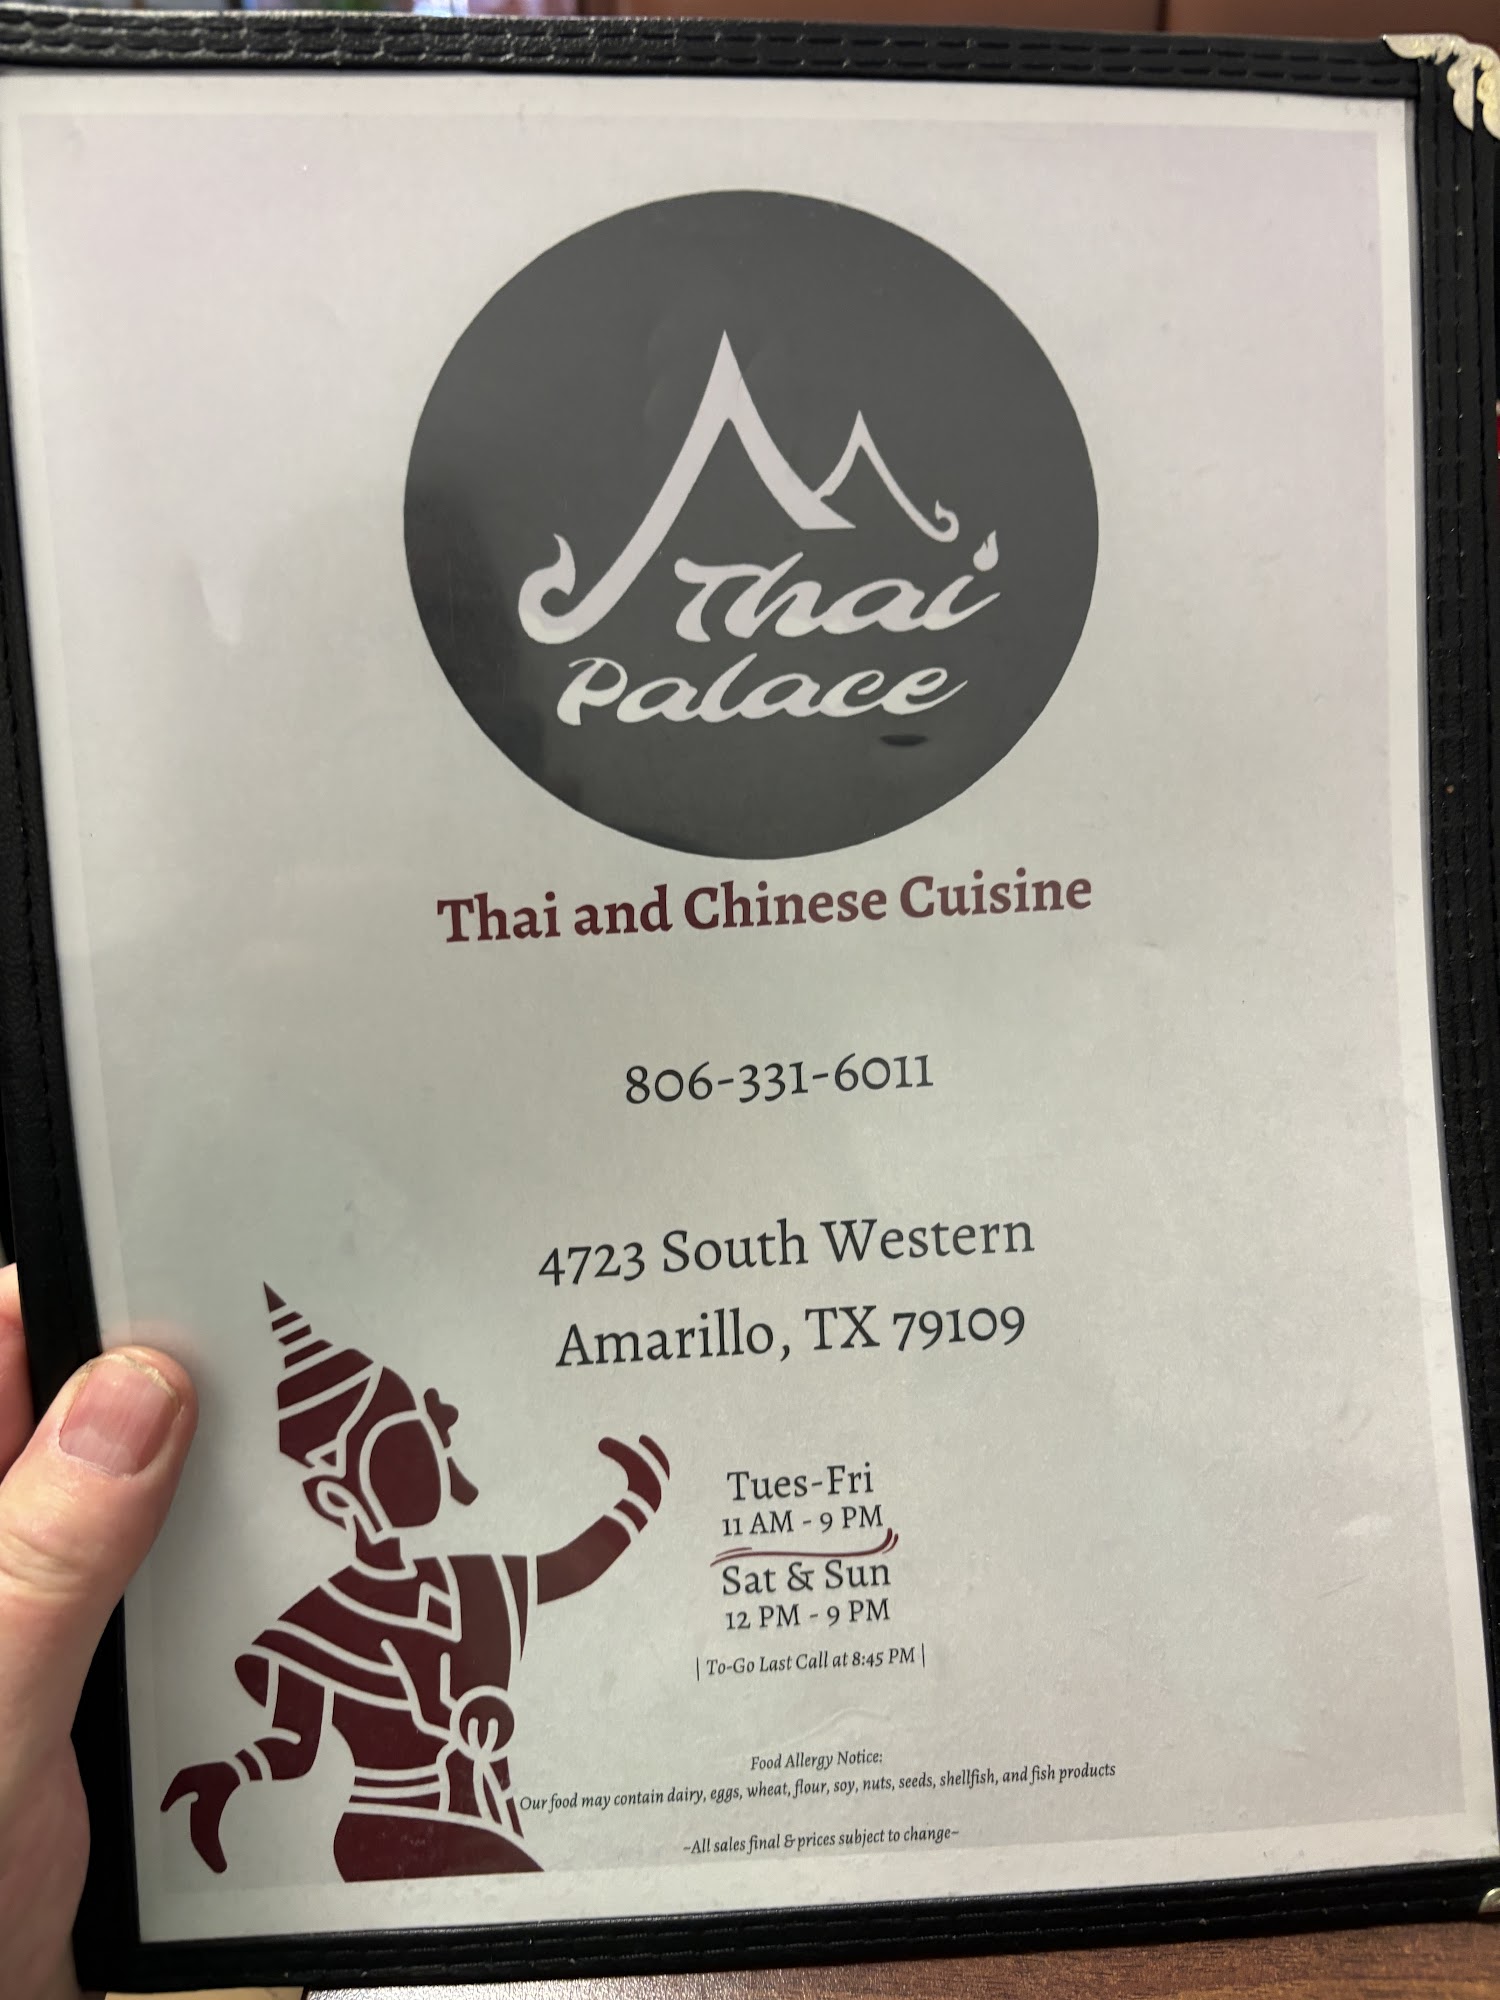 Thai
Palace
Thai and Chinese Cuisine
806-331-6011
4723 South Western
Amarillo, TX 79109
Tues-Fri
11 AM - 9 PM
Sat & Sun
12 PM - 9 PM
| To-Go Last Call at 8:45 PM |
Food Allergy Notice:
Our food may contain dairy, eggs, wheat, flour, soy, nuts, seeds, shellfish, and fish products
~All sales final & prices subject to change~